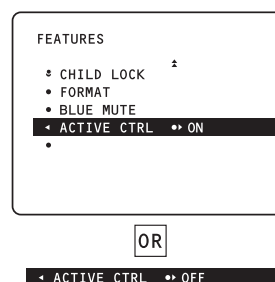 FEATURES
CHILD LOCK
FORMAT
BLUE MUTE
ACTIVE CTRL ON
OR
ACTIVE CTRL OFF